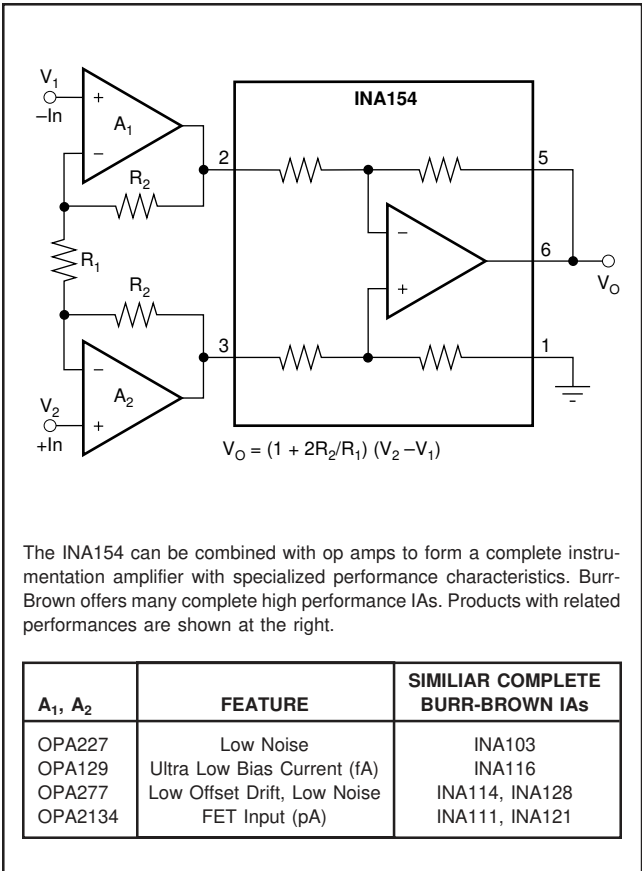 INA154
V1
–In
+
A1
–
R2
2
5
R1
–
6
+
VO
R2
3
1
–
A2
V2
+
+In
VO = (1 + 2R2/R1) (V2 –V1)
The INA154 can be combined with op amps to form a complete instru-
mentation amplifier with specialized performance characteristics. Burr-
Brown offers many complete high performance IAs. Products with related
performances are shown at the right.
A1, A2 FEATURE SIMILIAR COMPLETE BURR-BROWN IAs
OPA227 Low Noise INA103
OPA129 Ultra Low Bias Current (fA) INA116
OPA277 Low Offset Drift, Low Noise INA114, INA128
OPA2134 FET Input (pA) INA111, INA121